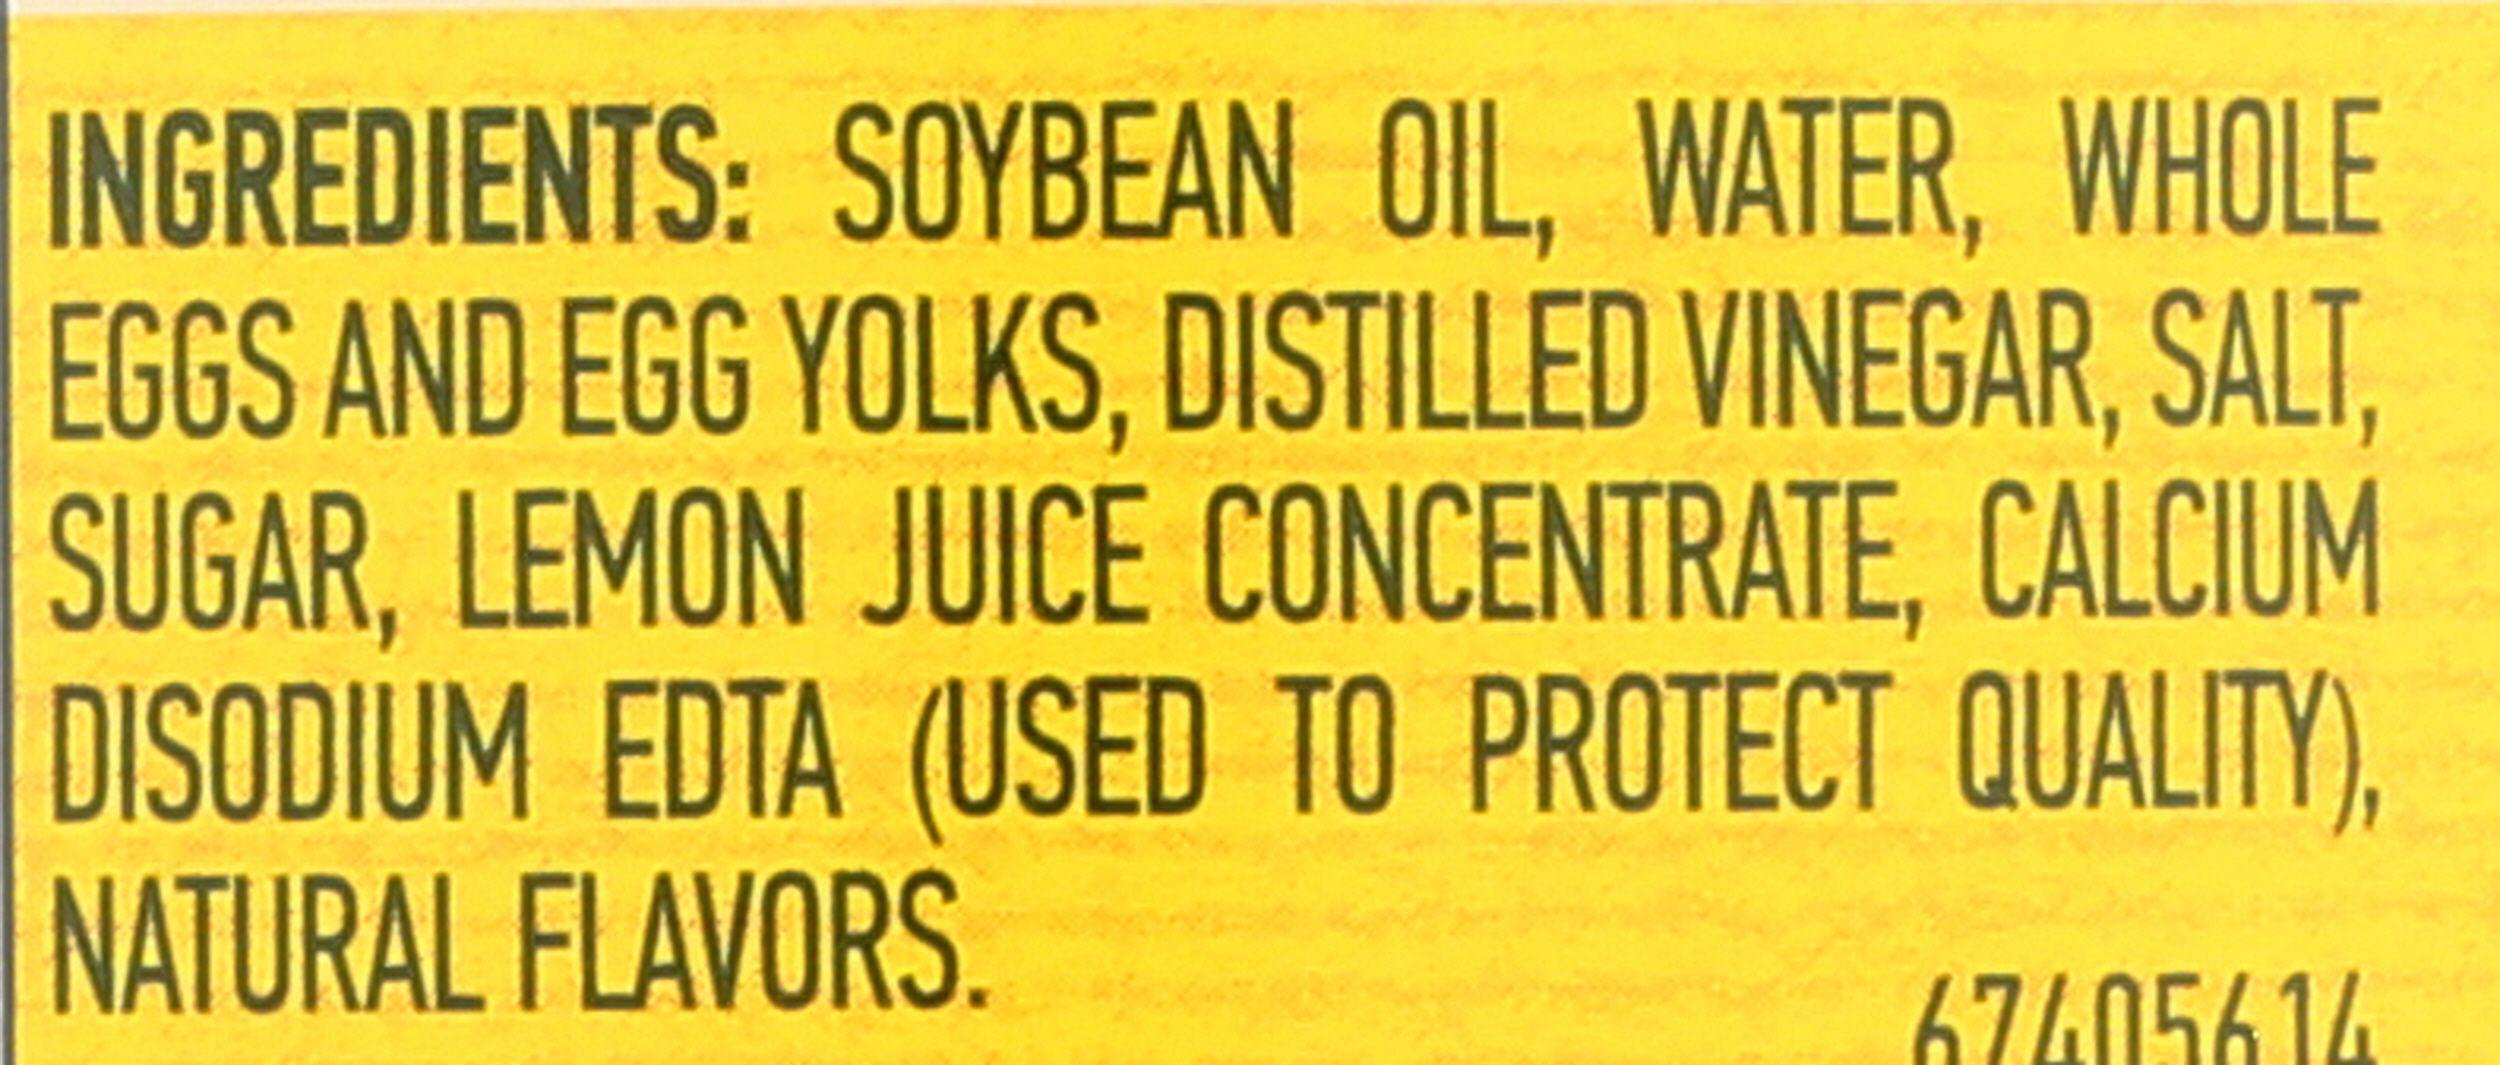 INGREDIENTS: SOYBEAN OIL, WATER, WHOLE
EGGS AND EGG YOLKS, DISTILLED VINEGAR, SALT,
SUGAR, LEMON JUICE CONCENTRATE, CALCIUM
DISODIUM EDTA (USED TO PROTECT QUALITY),
NATURAL FLAVORS.
67405614